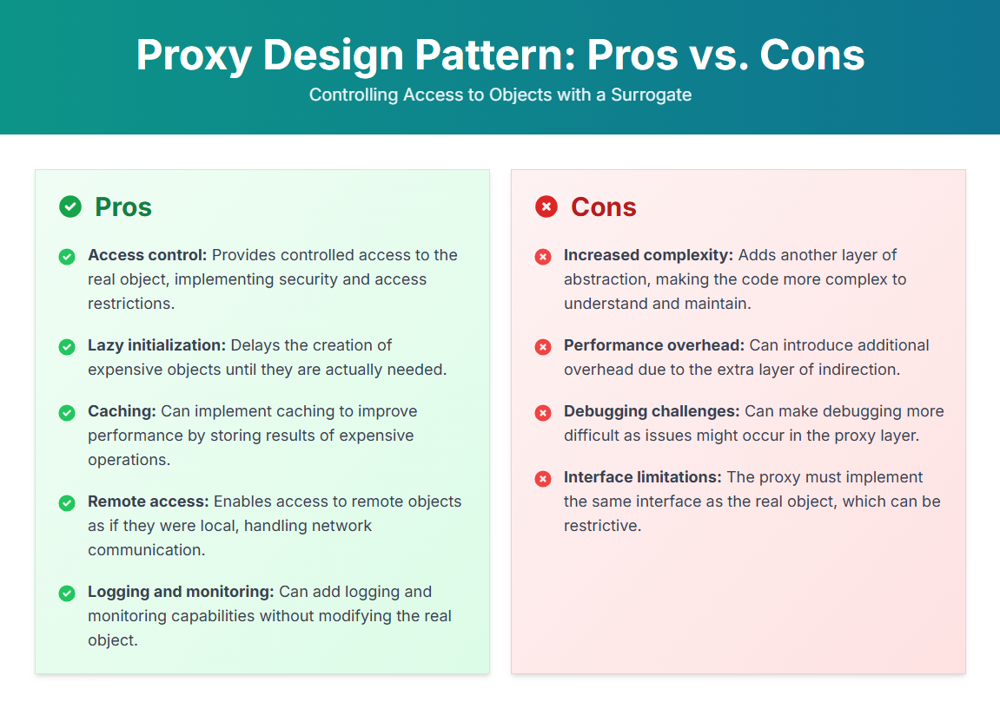 Proxy Design Pattern: Pros vs. Cons
Controlling Access to Objects with a Surrogate
Pros
Access control: Provides controlled access to the
real object, implementing security and access
restrictions.
Lazy initialization: Delays the creation of
expensive objects until they are actually needed.
Caching: Can implement caching to improve
performance by storing results of expensive
operations.
Remote access: Enables access to remote objects
as if they were local, handling network
communication.
Logging and monitoring: Can add logging and
monitoring capabilities without modifying the real
object.
Cons
Increased complexity: Adds another layer of
abstraction, making the code more complex to
understand and maintain.
Performance overhead: Can introduce additional
overhead due to the extra layer of indirection.
Debugging challenges: Can make debugging more
difficult as issues might occur in the proxy layer.
Interface limitations: The proxy must implement
the same interface as the real object, which can be
restrictive.